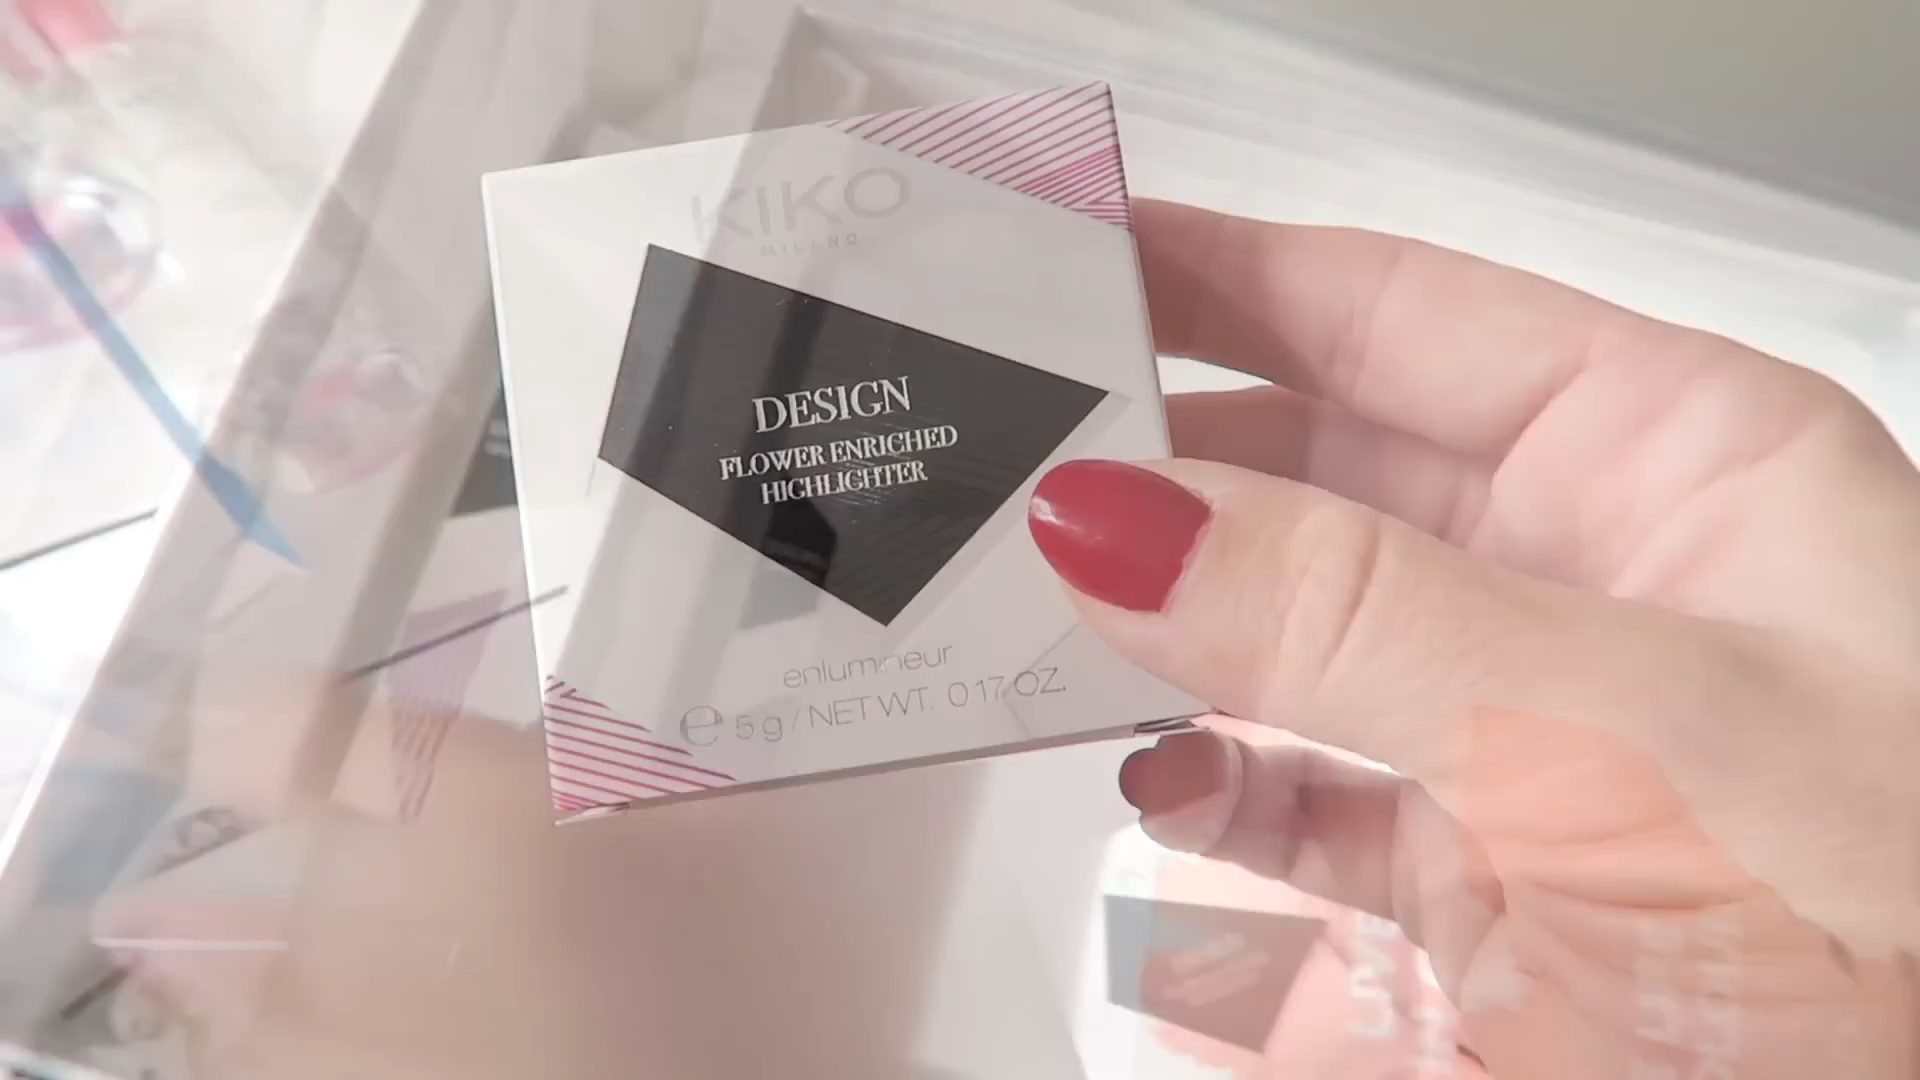 KIKO
MILANO
DESIGN
FLOWER ENRICHED
HIGHLIGHTER
enlumineur
e 5 g / NET WT. 0.17 OZ.